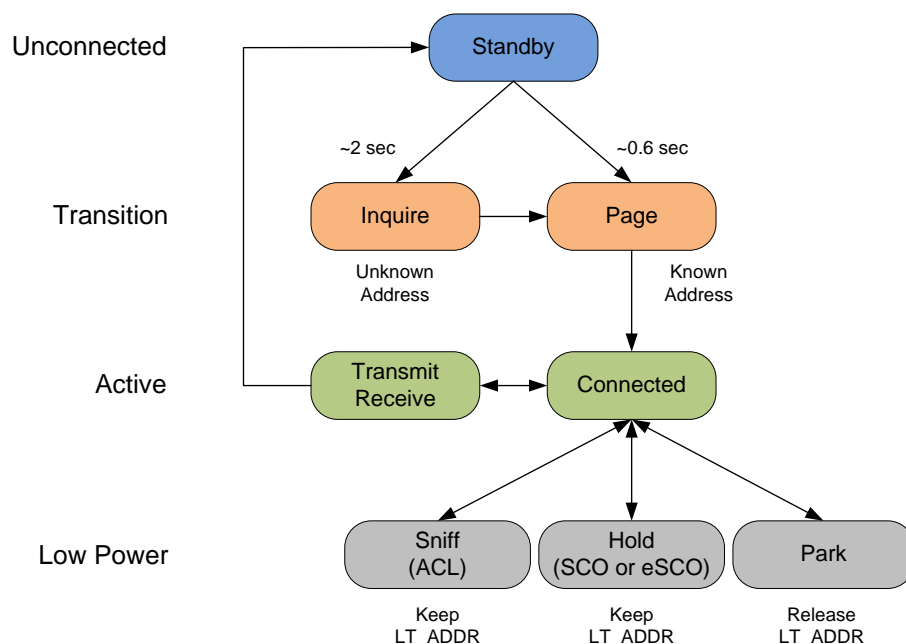 Unconnected
Standby
~2 sec
~0.6 sec
Transition
Inquire
Page
Unknown
Address
Known
Address
Active
Transmit
Receive
Connected
Low Power
Sniff
(ACL)
Hold
(SCO or eSCO)
Park
Keep
LT_ADDR
Keep
LT_ADDR
Release
LT_ADDR